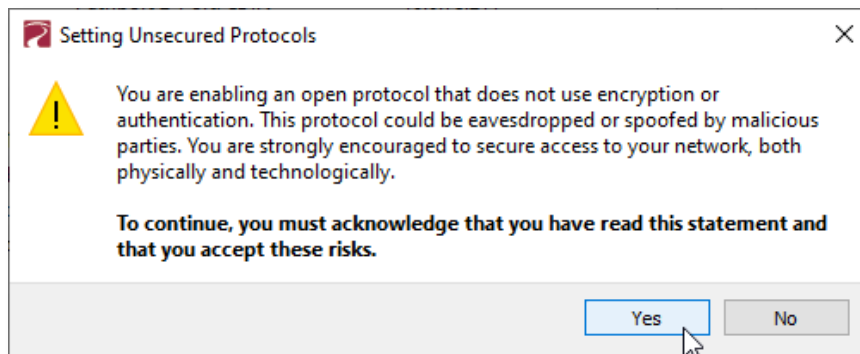 Setting Unsecured Protocols
You are enabling an open protocol that does not use encryption or
authentication. This protocol could be eavesdropped or spoofed by malicious
parties. You are strongly encouraged to secure access to your network, both
physically and technologically.
To continue, you must acknowledge that you have read this statement and
that you accept these risks.
Yes No